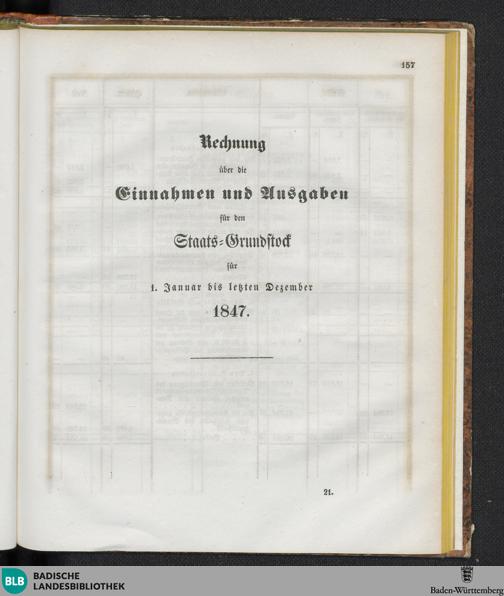 157
Rechnung
über die
Einnahmen und Ausgaben
für den
Staats=Grundstock
für
1. Januar bis letzten Dezember
1847.
21.
BLB BADISCHE
LANDESBIBLIOTHEK
Baden-Württemberg